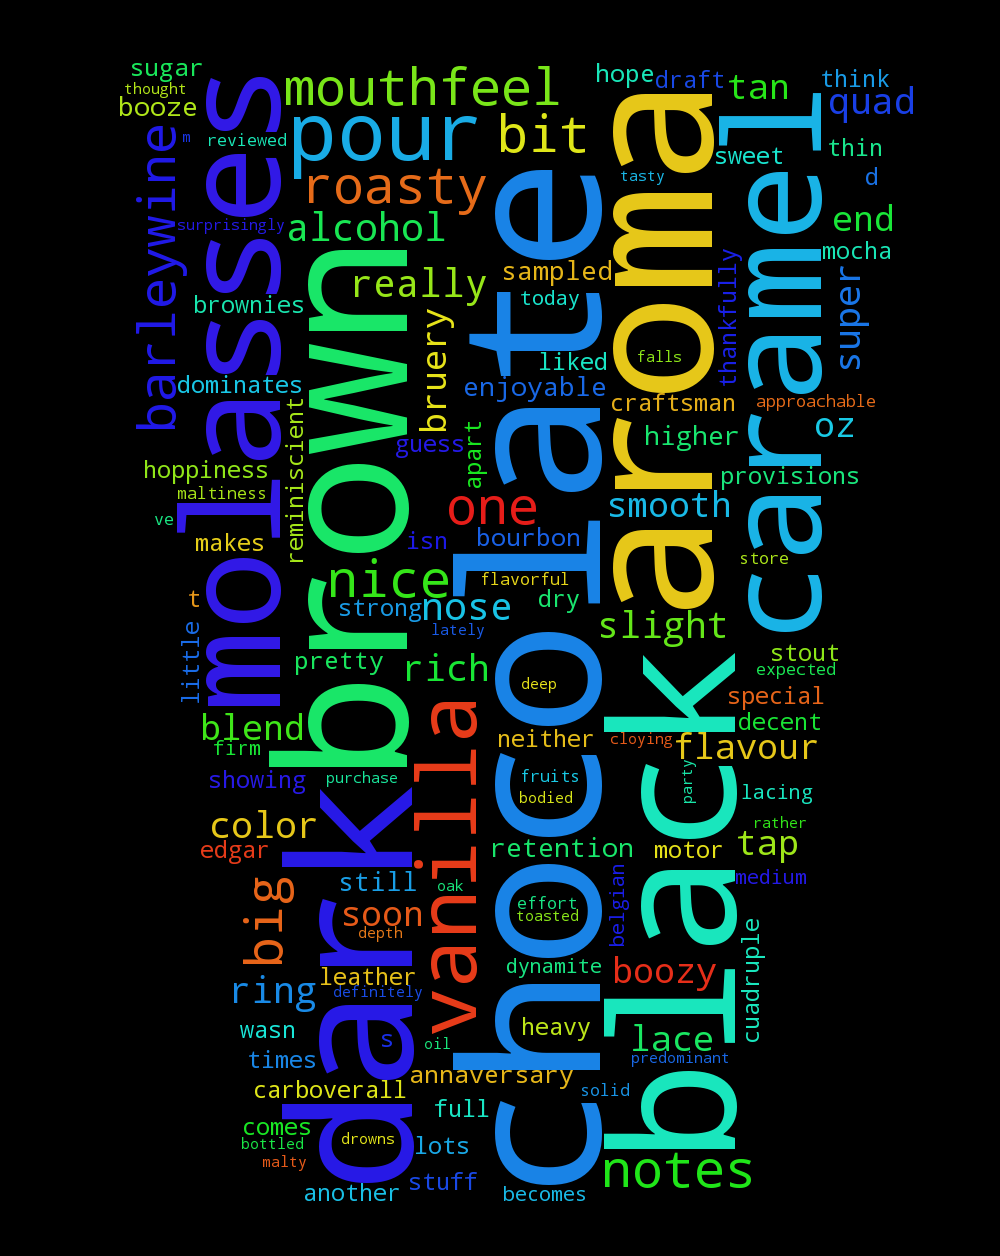 sugar
thought
booze
barleywine
m
reviewed
surprisingly
molasses
mouthfeel
pour
roasty
alcohol
bit
hope
draft
tan
think
quad
sweet
thin
tasty
d
aroma
caramel
end
mocha
super
thankfully
sampled
today
really
brownies
bruery
brown
chocolate
liked
enjoyable
falls
dominates
craftsman
approachable
oz
higher
guess
apart
reminiscent
hoppiness
maltiness
ve
provisions
one
smooth
makes
isn
bourbon
store
nice
flavorful
dry
t
strong
nose
lately
slight
little
pretty
rich
stout
expected
deep
special
blend
firm
vanilla
neither
cloying
decent
flavour
showing
purchase
fruits
bodied
party
lacing
black
color
edgar
dark
retention
motor
rather
tap
medium
big
still
oak
soon
depth
effort
toasted
belgian
cuadruple
leather
definitely
dynamite
boozy
ring
wasn
s
oil
heavy
lace
predominant
times
carboverall
annaversary
solid
full
comes
bottled
drowns
lots
malty
notes
another
stuff
becomes